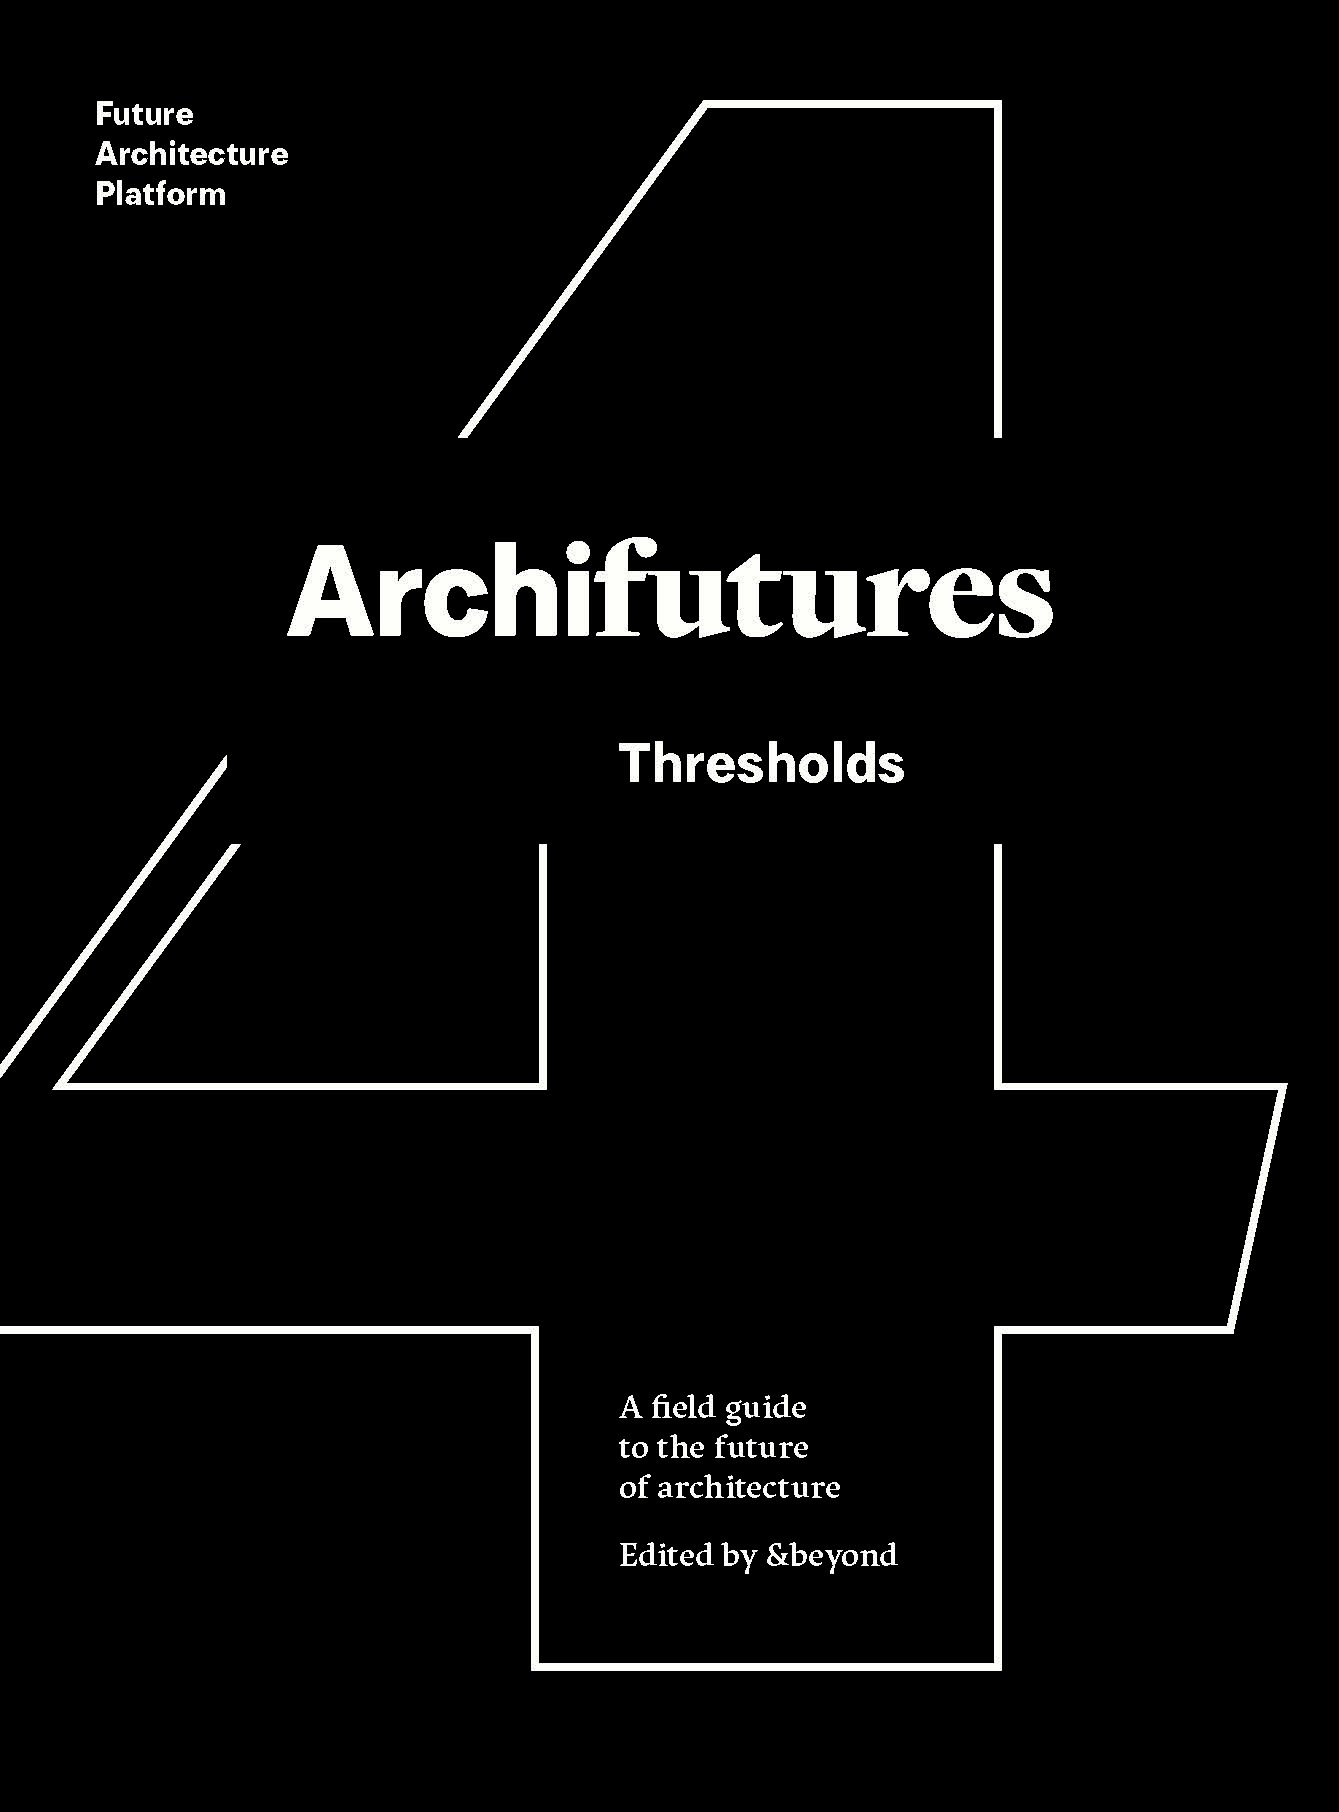 Future
Architecture
Platform
Archifutures
Thresholds
A field guide
to the future
of architecture
Edited by &beyond